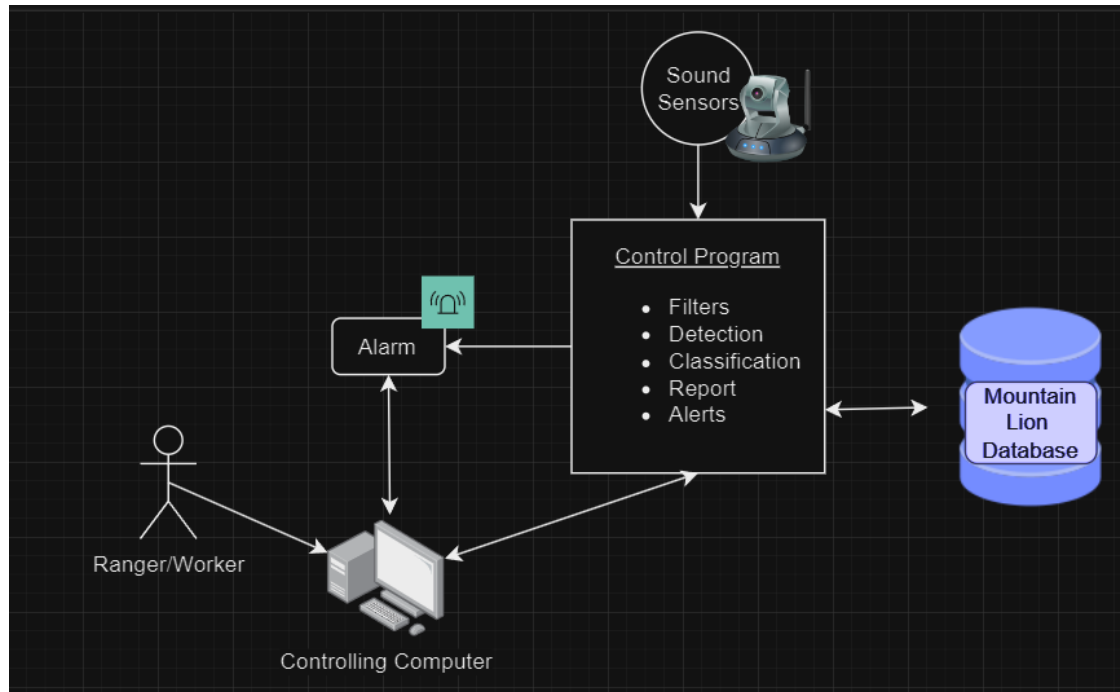 Sound
Sensors
Control Program
Filters
Detection
Classification
Report
Alerts
Alarm
Mountain
Lion
Database
Ranger/Worker
Controlling Computer